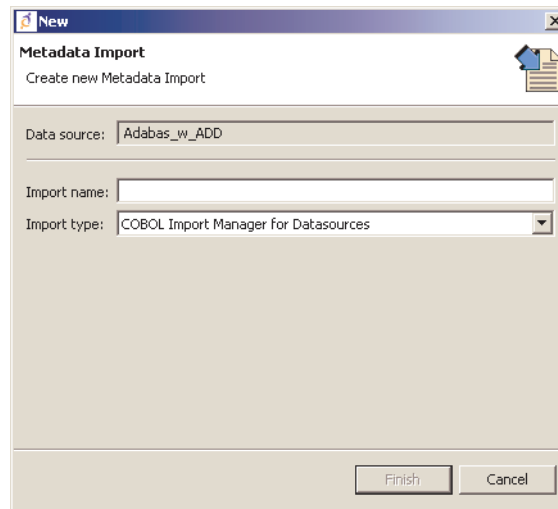 New
Metadata Import
Create new Metadata Import
Data source: Adabas_w_ADD
Import name:
Import type: COBOL Import Manager for Datasources
Finish Cancel